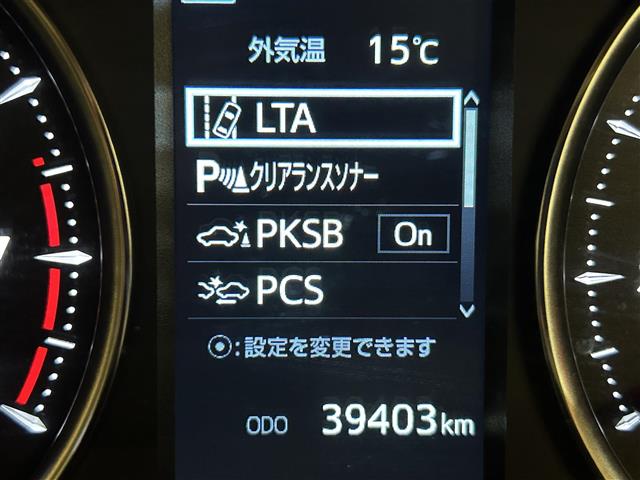 外気温 15℃
LTA
P クリアランスソナー
PKSB On
PCS
⦿:設定を変更できます
ODO 39403km